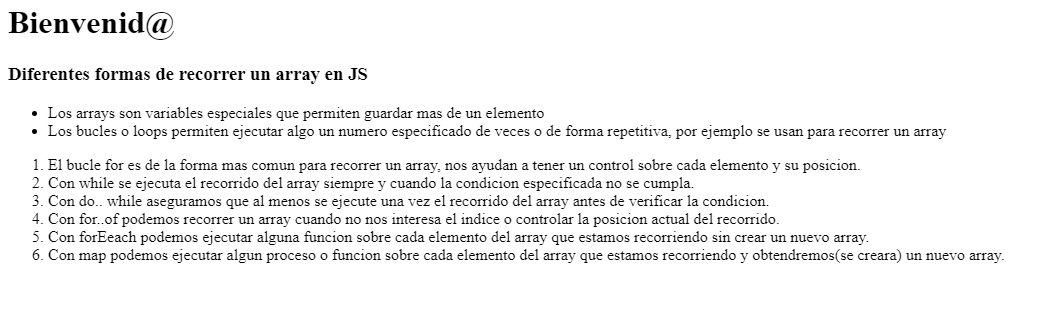 Bienvenid@
Diferentes formas de recorrer un array en JS
• Los arrays son variables especiales que permiten guardar mas de un elemento
• Los bucles o loops permiten ejecutar algo un numero especificado de veces o de forma repetitiva, por ejemplo se usan para recorrer un array
1. El bucle for es de la forma mas comun para recorrer un array, nos ayudan a tener un control sobre cada elemento y su posicion.
2. Con while se ejecuta el recorrido del array siempre y cuando la condicion especificada no se cumpla.
3. Con do.. while aseguramos que al menos se ejecute una vez el recorrido del array antes de verificar la condicion.
4. Con for..of podemos recorrer un array cuando no nos interesa el indice o controlar la posicion actual del recorrido.
5. Con forEeach podemos ejecutar alguna funcion sobre cada elemento del array que estamos recorriendo sin crear un nuevo array.
6. Con map podemos ejecutar algun proceso o funcion sobre cada elemento del array que estamos recorriendo y obtendremos(se creara) un nuevo array.